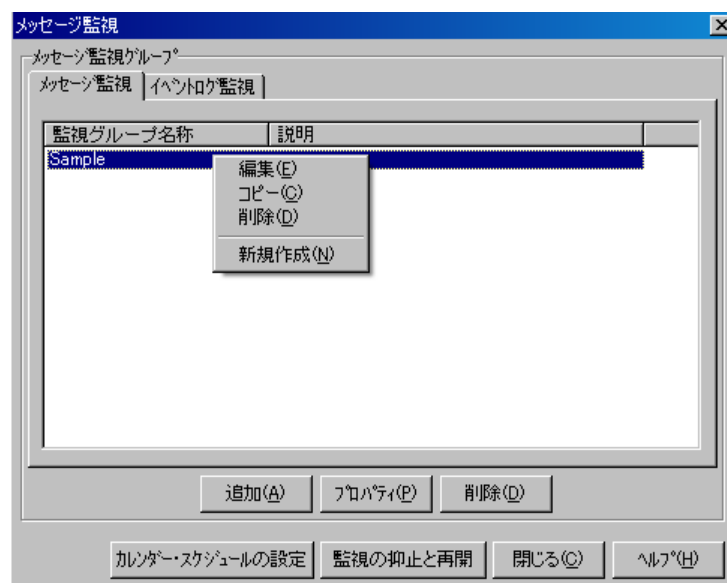 メッセージ監視
メッセージ監視グループ
メッセージ監視 イベントログ監視
監視グループ名称 説明
Sample
編集(E)
コピー(C)
削除(D)
新規作成(N)
追加(A) プロパティ(P) 削除(D)
カレンダー・スケジュールの設定 監視の抑止と再開 閉じる(C) ヘルプ(H)